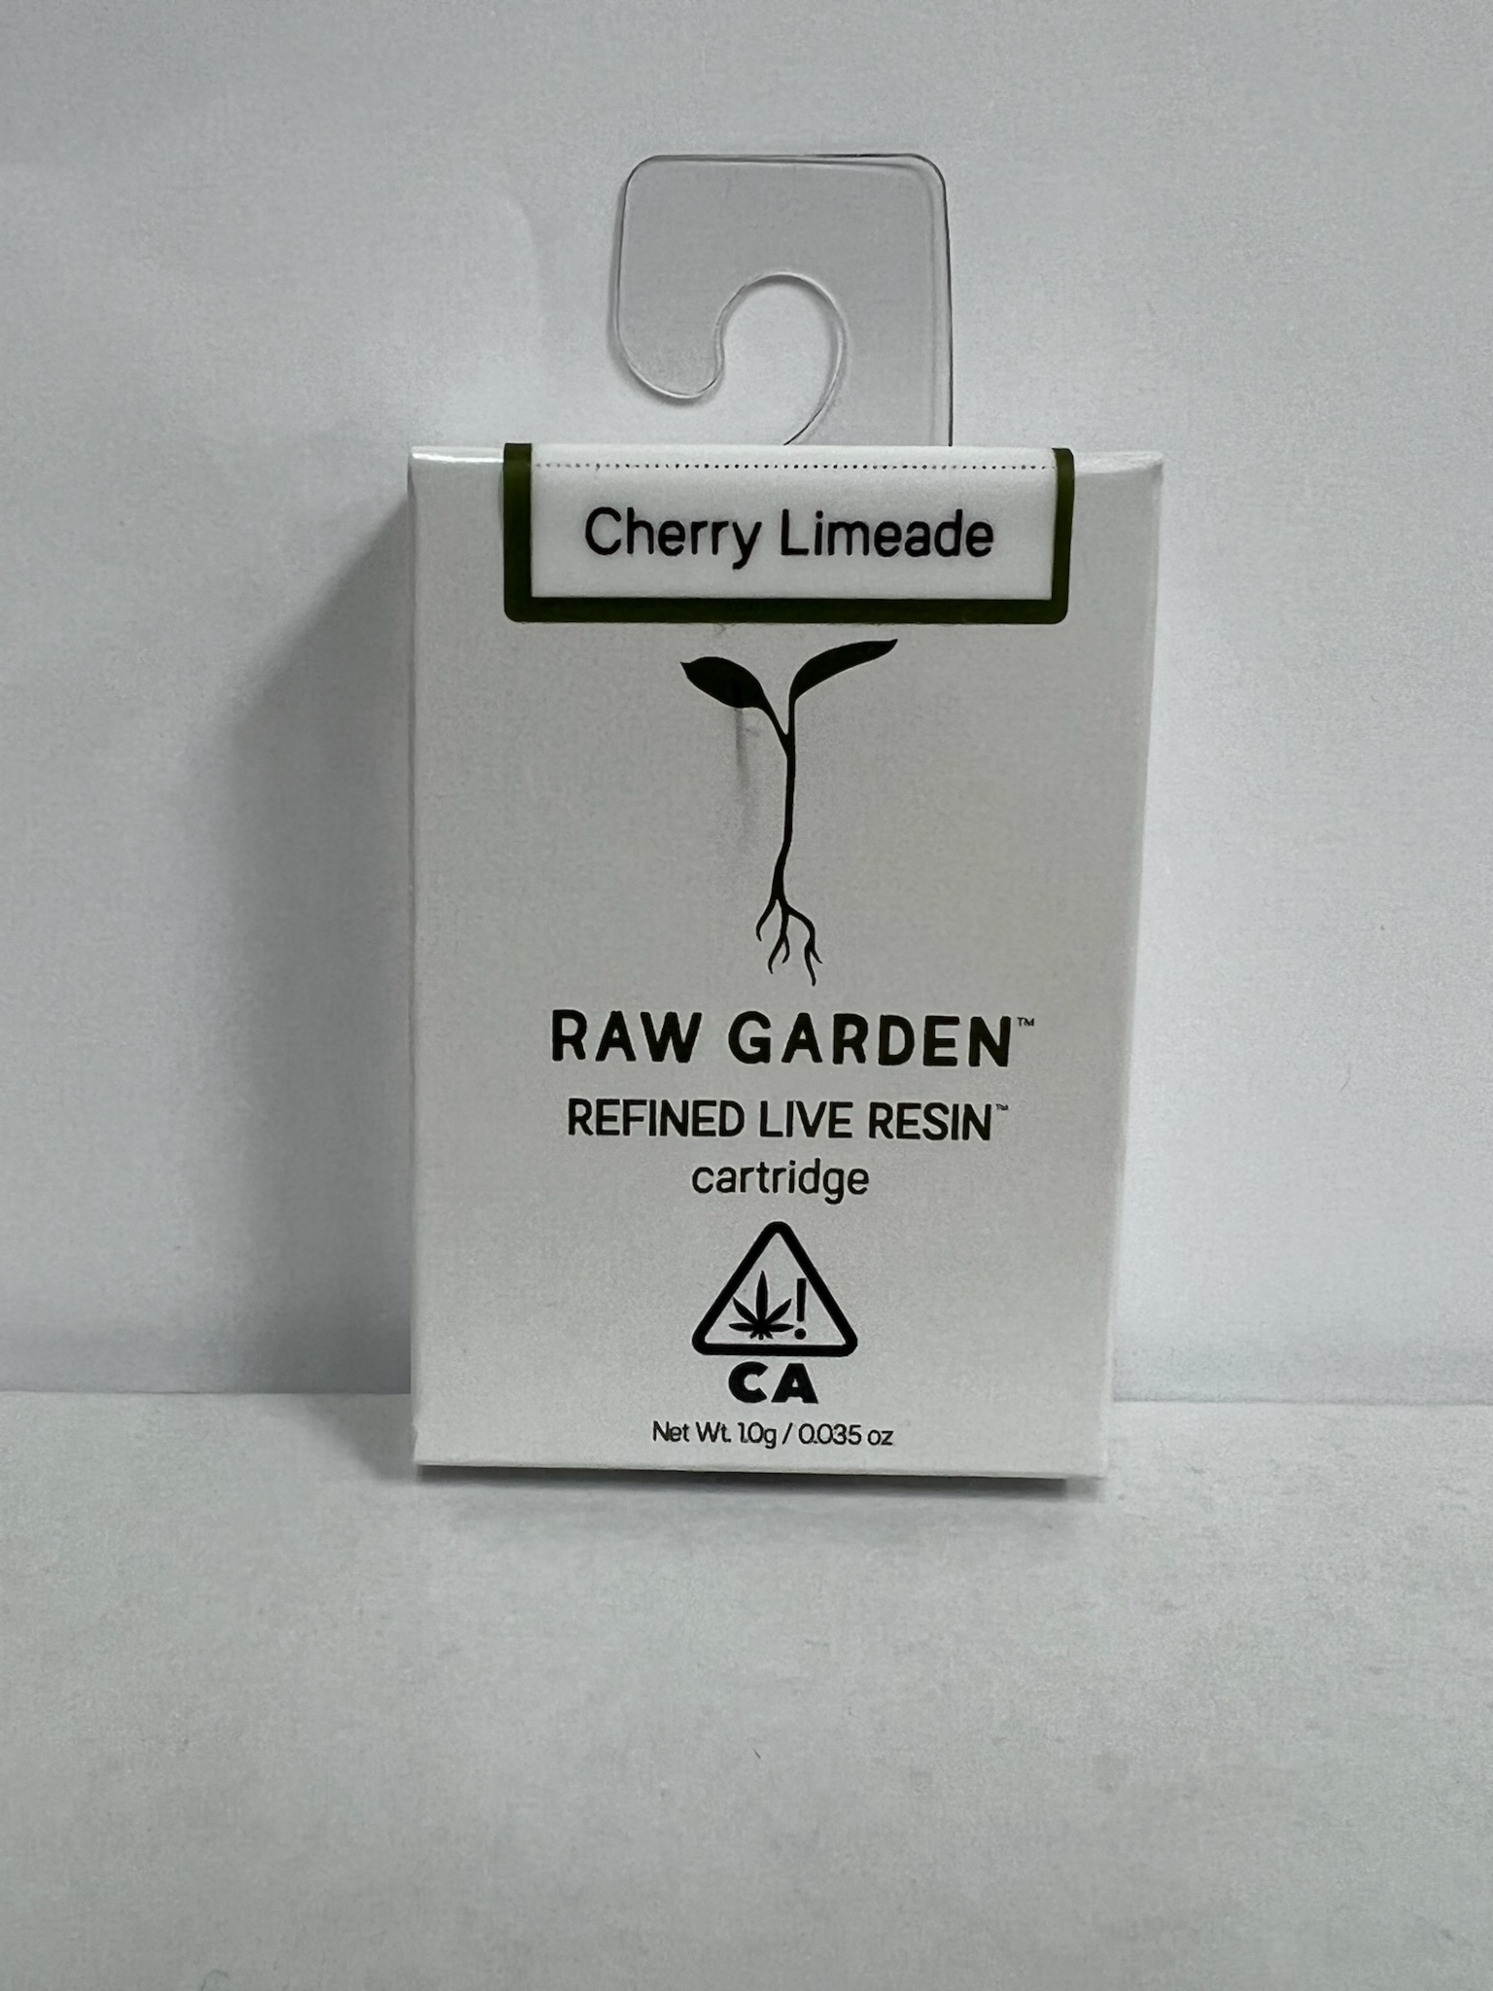 Cherry Limeade
RAW GARDEN™
REFINED LIVE RESIN™
cartridge
!
CA
Net Wt. 1.0g / 0.035 oz